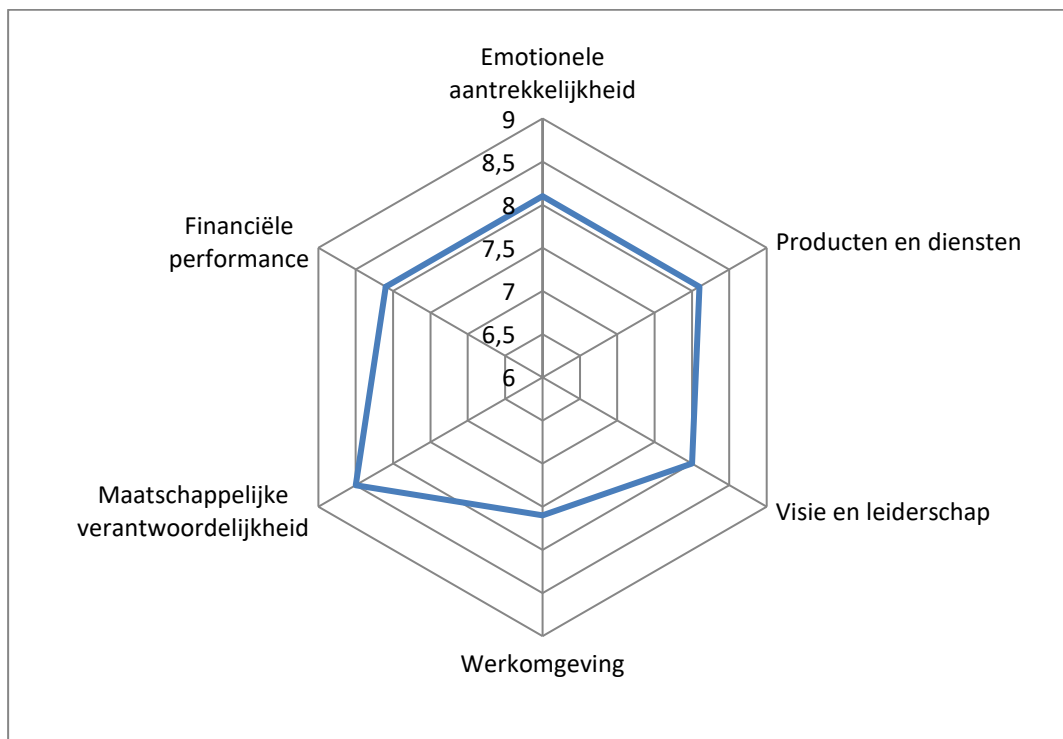 Emotionele
aantrekkelijkheid
9
8,5
8
7,5
7
6,5
6
Producten en diensten
Visie en leiderschap
Werkomgeving
Maatschappelijke
verantwoordelijkheid
Financiële
performance